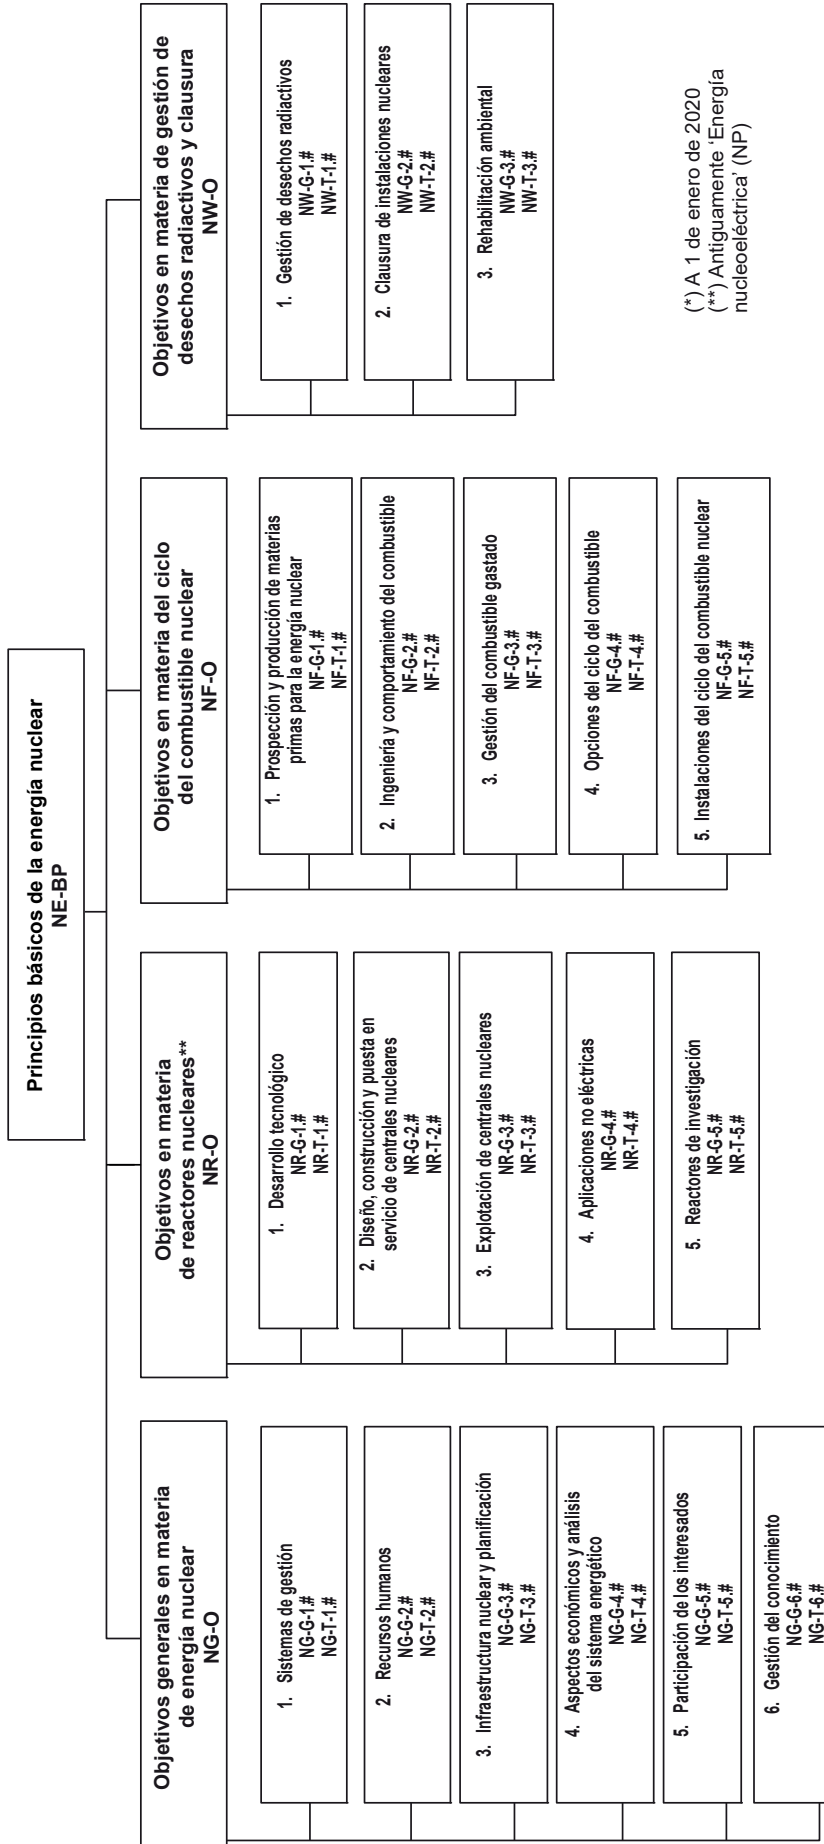 Principios básicos de la energía nuclear
NE-BP
Objetivos generales en materia
de energía nuclear
NG-O
1. Sistemas de gestión
NG-G-1.#
NG-T-1.#
2. Recursos humanos
NG-G-2.#
NG-T-2.#
3. Infraestructura nuclear y planificación
NG-G-3.#
NG-T-3.#
4. Aspectos económicos y análisis
del sistema energético
NG-G-4.#
NG-T-4.#
5. Participación de los interesados
NG-G-5.#
NG-T-5.#
6. Gestión del conocimiento
NG-G-6.#
NG-T-6.#
Objetivos en materia
de reactores nucleares**
NR-O
1. Desarrollo tecnológico
NR-G-1.#
NR-T-1.#
2. Diseño, construcción y puesta en
servicio de centrales nucleares
NR-G-2.#
NR-T-2.#
3. Explotación de centrales nucleares
NR-G-3.#
NR-T-3.#
4. Aplicaciones no eléctricas
NR-G-4.#
NR-T-4.#
5. Reactores de investigación
NR-G-5.#
NR-T-5.#
Objetivos en materia del ciclo
del combustible nuclear
NF-O
1. Prospección y producción de materias
primas para la energía nuclear
NF-G-1.#
NF-T-1.#
2. Ingeniería y comportamiento del combustible
NF-G-2.#
NF-T-2.#
3. Gestión del combustible gastado
NF-G-3.#
NF-T-3.#
4. Opciones del ciclo del combustible
NF-G-4.#
NF-T-4.#
5. Instalaciones del ciclo del combustible nuclear
NF-G-5.#
NF-T-5.#
Objetivos en materia de gestión de
desechos radiactivos y clausura
NW-O
1. Gestión de desechos radiactivos
NW-G-1.#
NW-T-1.#
2. Clausura de instalaciones nucleares
NW-G-2.#
NW-T-2.#
3. Rehabilitación ambiental
NW-G-3.#
NW-T-3.#
(*) A 1 de enero de 2020
(**) Antiguamente ‘Energía
nucleoeléctrica’ (NP)